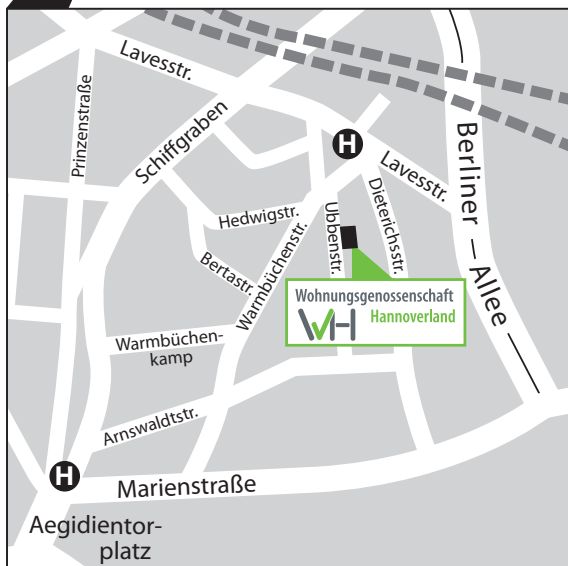 Lavesstr.
Prinzenstraße
Schiffgraben
H
Lavesstr.
Berliner — Allee —
Dieterichsstr.
Ubbenstr.
Hedwigstr.
Bertastr.
Warmbüchenstr.
Wohnungsgenossenschaft
WH Hannoverland
Warmbüchen-
kamp
Arnswaldtstr.
H
Marienstraße
Aegidientor-
platz